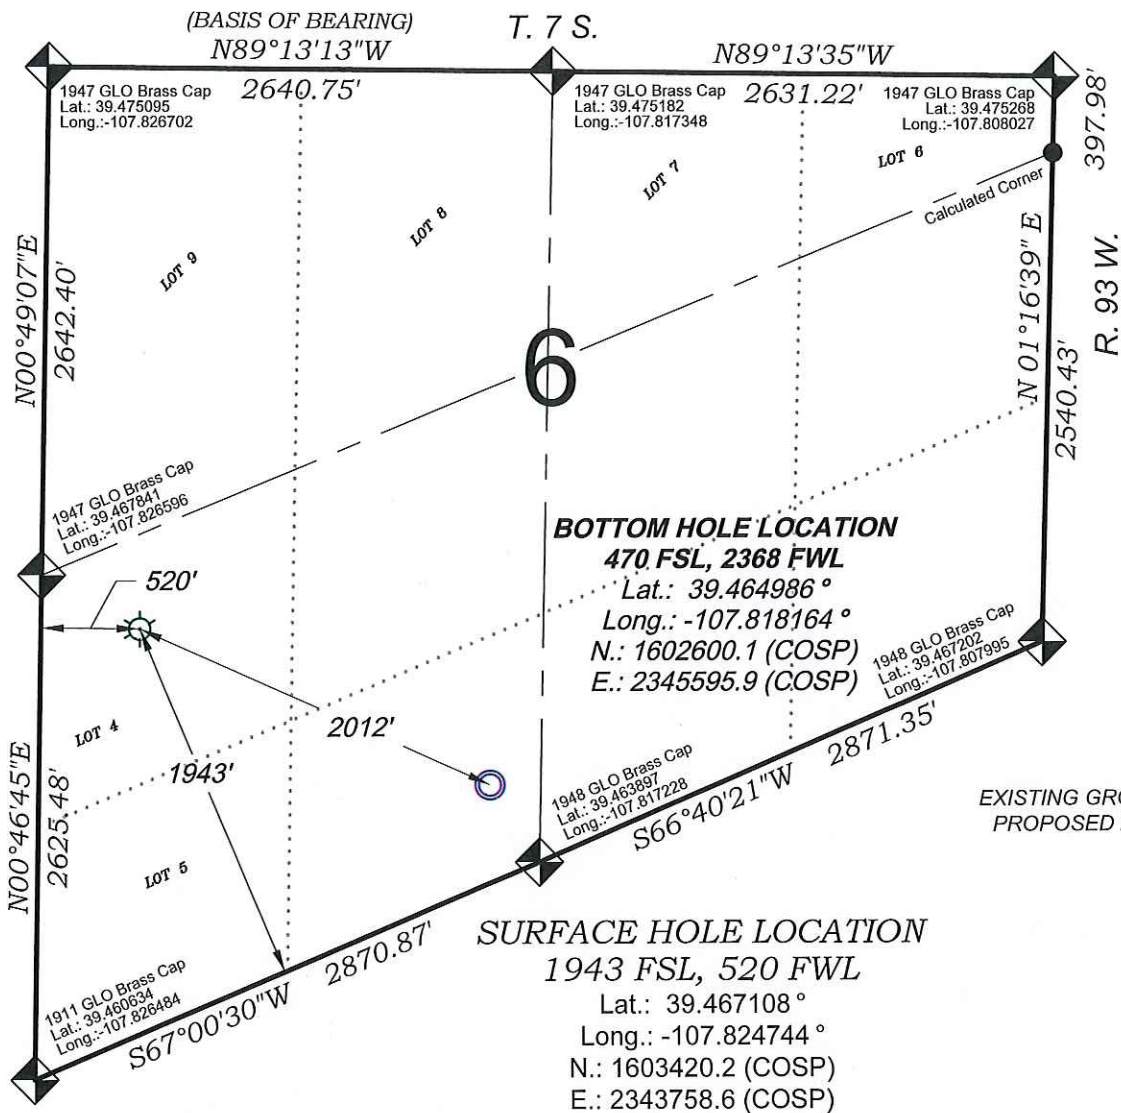 (BASIS OF BEARING)
N89°13'13"W
T. 7 S.
N89°13'35"W
2640.75'
2631.22'
1947 GLO Brass Cap
Lat.: 39.475095
Long.:-107.826702
1947 GLO Brass Cap
Lat.: 39.475182
Long.:-107.817348
1947 GLO Brass Cap
Lat.: 39.475268
Long.:-107.808027
397.98'
LOT 6
LOT 7
LOT 8
LOT 9
Calculated Corner
R. 93 W.
N 01°16'39" E
2540.43'
N00°49'07"E
2642.40'
6
1947 GLO Brass Cap
Lat.: 39.467841
Long.:-107.826596
BOTTOM HOLE LOCATION
470 FSL, 2368 FWL
Lat.: 39.464986°
Long.: -107.818164°
N.: 1602600.1 (COSP)
E.: 2345595.9 (COSP)
520'
1948 GLO Brass Cap
Lat.: 39.467202
Long.:-107.807995
LOT 4
2012'
1943'
N00°46'45"E
2625.48'
1948 GLO Brass Cap
Lat.: 39.463897
Long.:-107.817228
S66°40'21"W
2871.35'
EXISTING
PROPOSED
LOT 5
1911 GLO Brass Cap
Lat.: 39.460634
Long.:-107.826484
S67°00'30"W
2870.87'
SURFACE HOLE LOCATION
1943 FSL, 520 FWL
Lat.: 39.467108°
Long.: -107.824744°
N.: 1603420.2 (COSP)
E.: 2343758.6 (COSP)